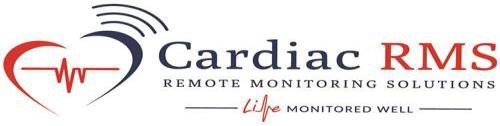 Cardiac RMS
REMOTE MONITORING SOLUTIONS
Life MONITORED WELL